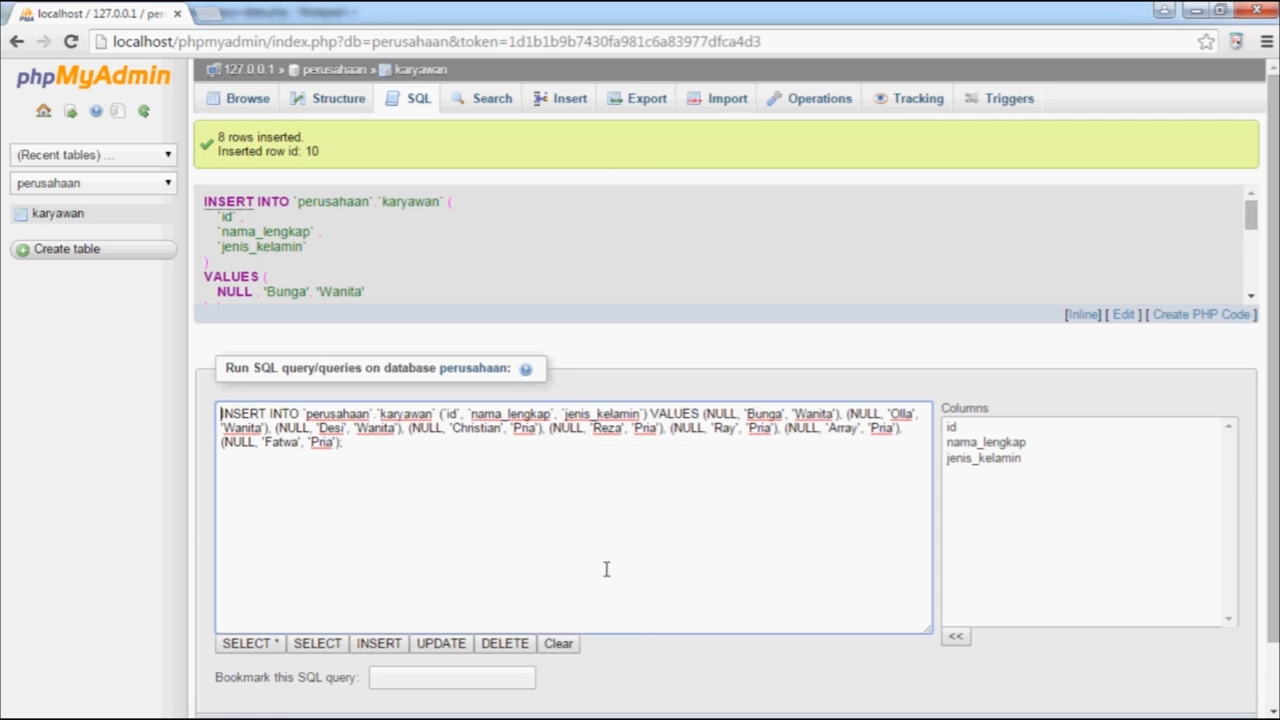 localhost / 127.0.0.1 / per
localhost/phpmyadmin/index.php?db=perusahaan&token=1d1b1b9b7430fa981c6a83977dfca4d3
phpMyAdmin
127.0.0.1 » perusahaan » karyawan
Browse Structure SQL Search Insert Export Import Operations Tracking Triggers
8 rows inserted.
Inserted row id: 10
(Recent tables) ...
perusahaan
karyawan
Create table
INSERT INTO `perusahaan`.`karyawan` (
`id` ,
`nama_lengkap` ,
`jenis_kelamin`
)
VALUES (
NULL , 'Bunga', 'Wanita'
[Inline] [ Edit ] [ Create PHP Code ]
Run SQL query/queries on database perusahaan:
INSERT INTO `perusahaan`.`karyawan` (`id`, `nama_lengkap`, `jenis_kelamin`) VALUES (NULL, 'Bunga', 'Wanita'), (NULL, 'Olla',
'Wanita'), (NULL, 'Desi', 'Wanita'), (NULL, 'Christian', 'Pria'), (NULL, 'Reza', 'Pria'), (NULL, 'Ray', 'Pria'), (NULL, 'Array', 'Pria'),
(NULL, 'Fatwa', 'Pria');
Columns
id
nama_lengkap
jenis_kelamin
<<
SELECT * SELECT INSERT UPDATE DELETE Clear
Bookmark this SQL query: